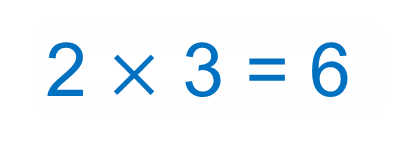 2 × 3 = 6